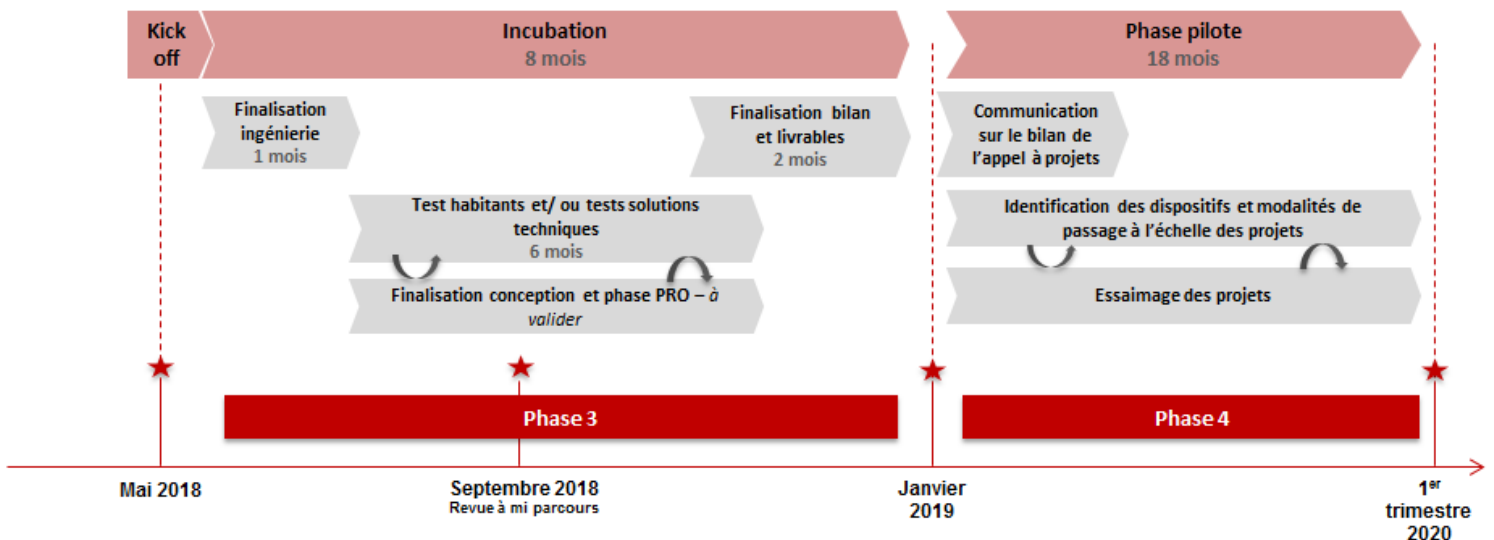 Kick
off
Incubation
8 mois
Phase pilote
18 mois
Finalisation
ingénierie
1 mois
Finalisation bilan
et livrables
2 mois
Communication
sur le bilan de
l'appel à projets
Test habitants et/ ou tests solutions
techniques
6 mois
Identification des dispositifs et modalités de
passage à l'échelle des projets
Finalisation conception et phase PRO – à
valider
Essaimage des projets
Phase 3
Phase 4
Mai 2018
Septembre 2018
Revue à mi parcours
Janvier
2019
1er
trimestre
2020